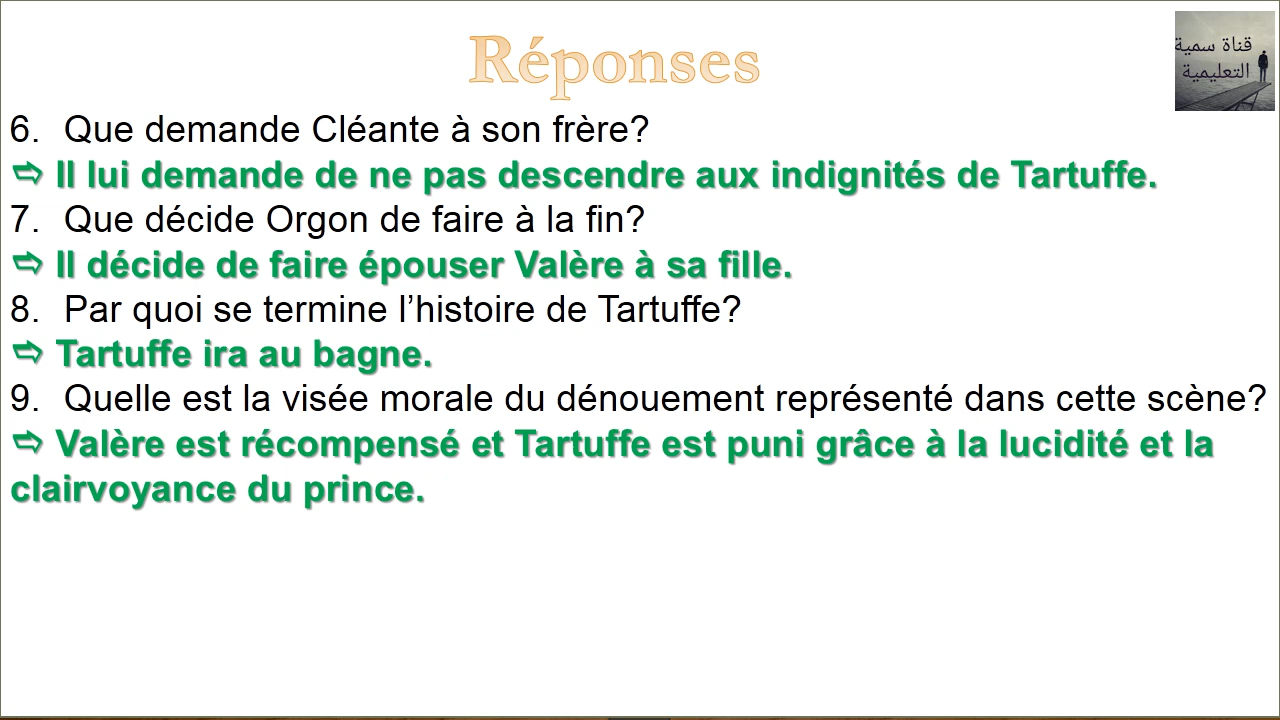 Réponses
قناة سمية
التعليمية
6. Que demande Cléante à son frère?
⇨ Il lui demande de ne pas descendre aux indignités de Tartuffe.
7. Que décide Orgon de faire à la fin?
⇨ Il décide de faire épouser Valère à sa fille.
8. Par quoi se termine l’histoire de Tartuffe?
⇨ Tartuffe ira au bagne.
9. Quelle est la visée morale du dénouement représenté dans cette scène?
⇨ Valère est récompensé et Tartuffe est puni grâce à la lucidité et la
clairvoyance du prince.